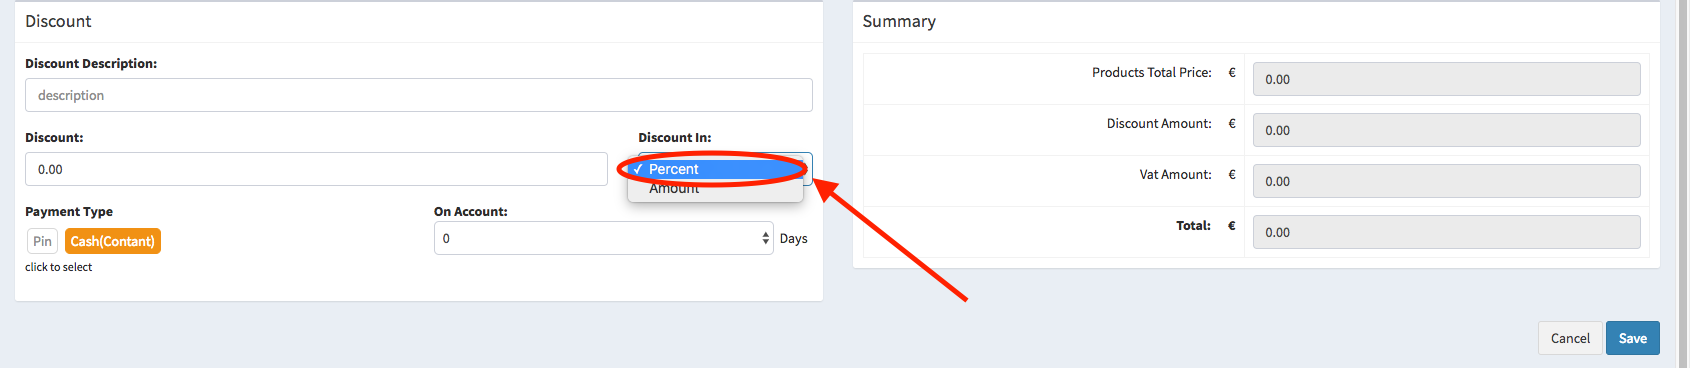 Discount
Discount Description:
description
Discount:
Discount In:
0.00
✓ Percent
Amount
Payment Type
On Account:
Pin
Cash(Contant)
0
Days
click to select
Summary
Products Total Price: €
0.00
Discount Amount: €
0.00
Vat Amount: €
0.00
Total: €
0.00
Cancel
Save